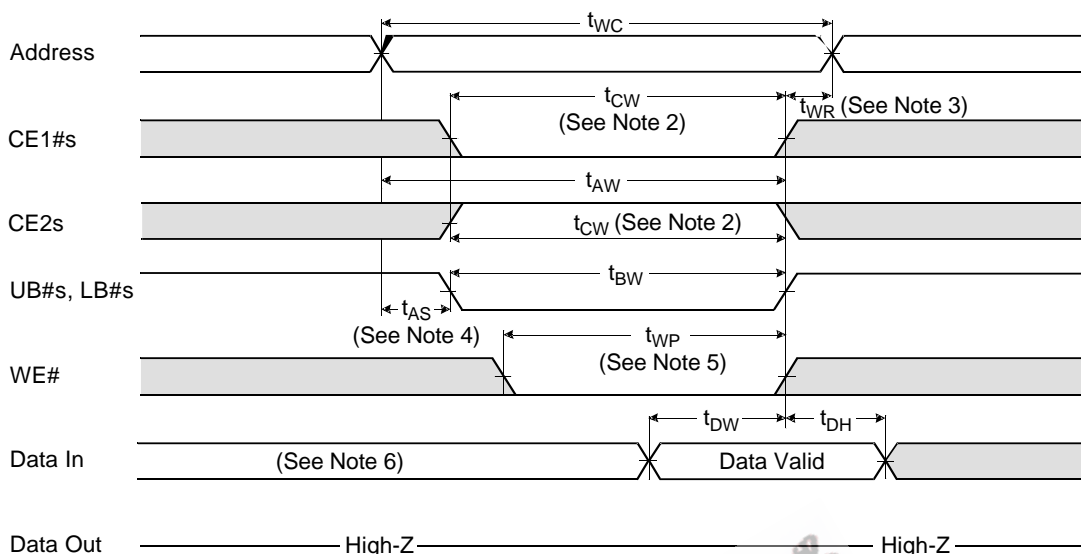 tWC
Address
tCW
(See Note 2)
tWR (See Note 3)
CE1#s
tAW
CE2s
tCW (See Note 2)
tBW
UB#s, LB#s
tAS
(See Note 4)
tWP
(See Note 5)
WE#
tDW
tDH
Data In
(See Note 6)
Data Valid
Data Out
High-Z
High-Z